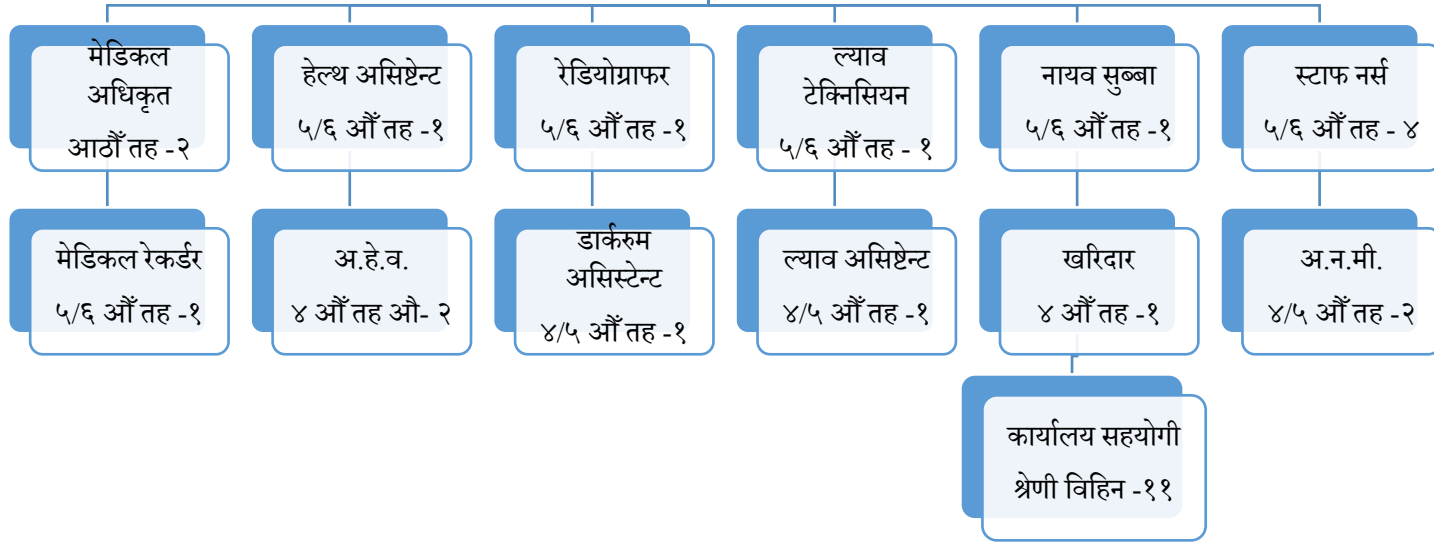 मेडिकल
अधिकृत
आठौँ तह -२
हेल्थ असिष्टेन्ट
५/६ औँ तह -१
रेडियोग्राफर
५/६ औँ तह -१
ल्याव
टेक्निसियन
५/६ औँ तह - १
नायव सुब्बा
५/६ औँ तह -१
स्टाफ नर्स
५/६ औँ तह - ४
मेडिकल रेकर्डर
५/६ औँ तह -१
अ.हे.व.
४ औँ तह औ- २
डार्करुम
असिस्टेन्ट
४/५ औँ तह -१
ल्याव असिष्टेन्ट
४/५ औँ तह -१
खरिदार
४ औँ तह -१
अ.न.मी.
४/५ औँ तह -२
कार्यालय सहयोगी
श्रेणी विहिन -११